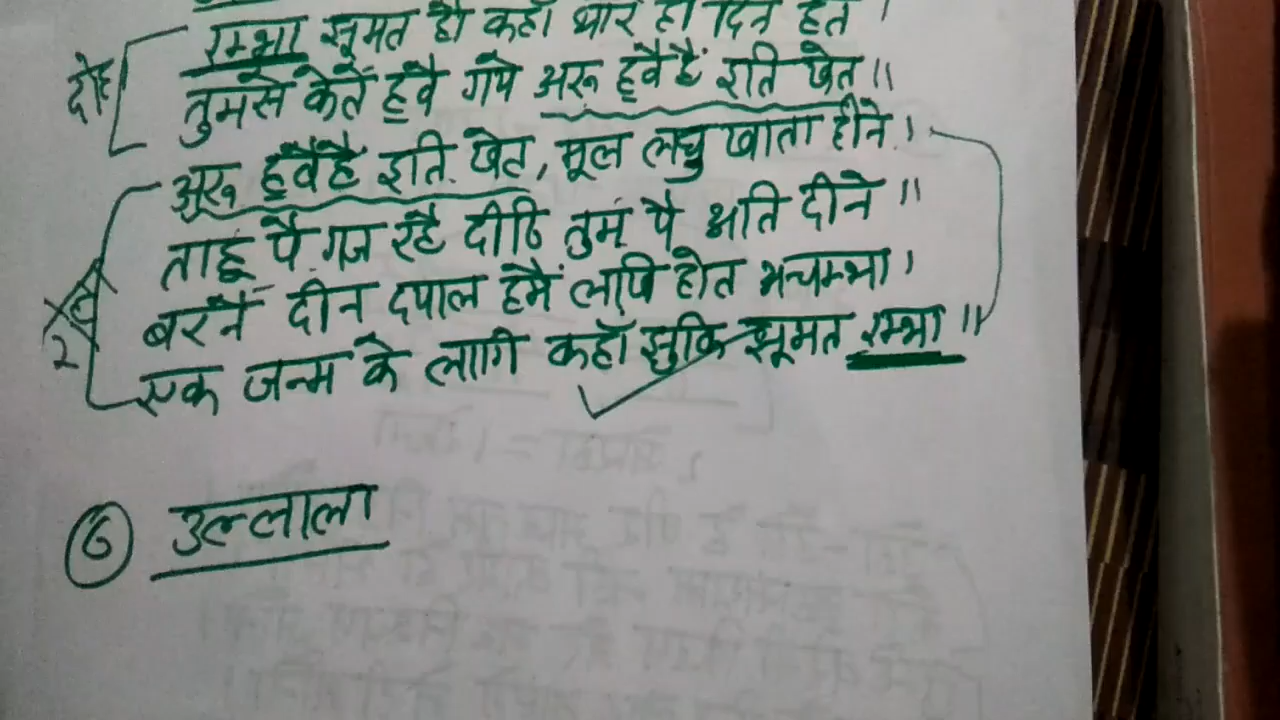 रम्भा झूमत हौ कहाँ थोर ही दिन हेत ।
दोहा तुमसे केते ह्वै गये अरू ह्वैहैं इति खेत ॥
अरू ह्वैहैं इति खेत, मूल लघु खाता हीने ।
ताहू पै गज रहै दीठि तुम पै अति दीने ॥
बरनै दीन दयाल हमैं लखि होत अचम्भा ।
एक जन्म के लागि कहाँ झुकि झूमत रम्भा ॥
6 उल्लाला